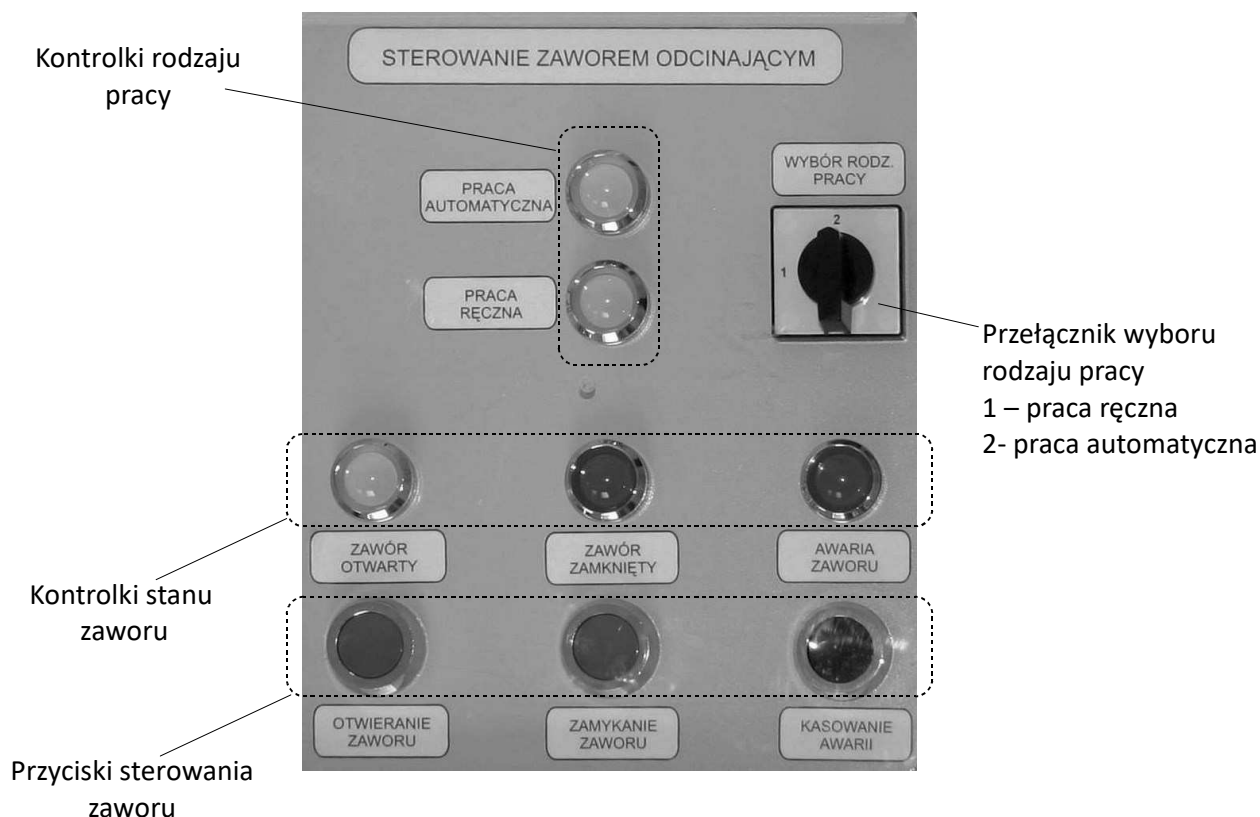 STEROWANIE ZAWOREM ODCINAJĄCYM
Kontrolki rodzaju
pracy
WYBÓR RODZ.
PRACY
PRACA
AUTOMATYCZNA
2
1
PRACA
RĘCZNA
Przełącznik wyboru
rodzaju pracy
1 – praca ręczna
2- praca automatyczna
ZAWÓR
OTWARTY
ZAWÓR
ZAMKNIĘTY
AWARIA
ZAWORU
Kontrolki stanu
zaworu
OTWIERANIE
ZAWORU
ZAMYKANIE
ZAWORU
KASOWANIE
AWARII
Przyciski sterowania
zaworu